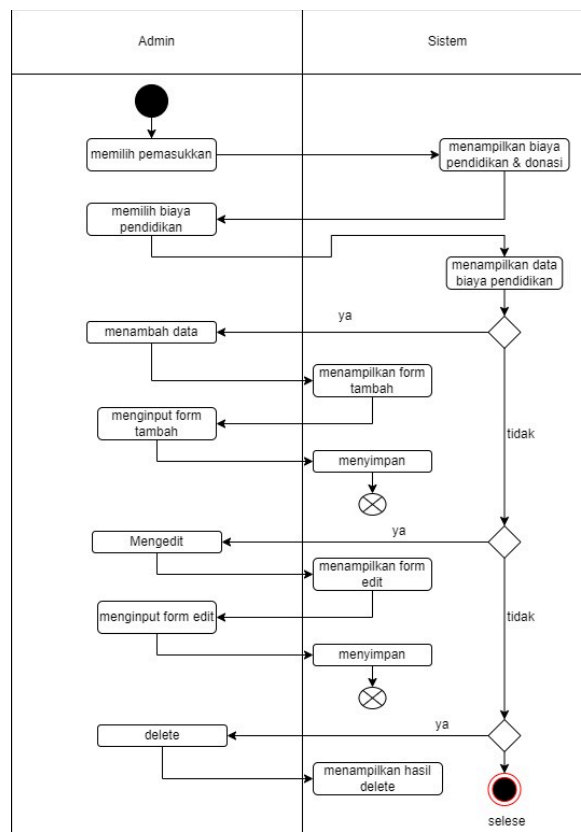 Admin
Sistem
memilih pemasukkan
menampilkan biaya
pendidikan & donasi
memilih biaya
pendidikan
menampilkan data
biaya pendidikan
ya
menambah data
menampilkan form
tambah
menginput form
tambah
tidak
menyimpan
ya
Mengedit
menampilkan form
edit
menginput form edit
tidak
menyimpan
ya
delete
menampilkan hasil
delete
selese